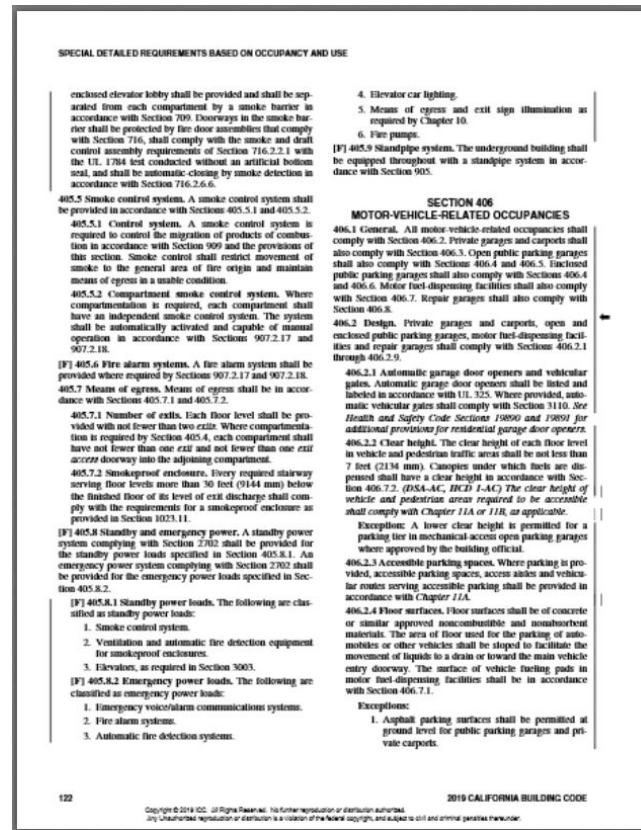 SPECIAL DETAILED REQUIREMENTS BASED ON OCCUPANCY AND USE
enclosed elevator lobby shall be provided and shall be sep-
arated from each compartment by a smoke barrier in
accordance with Section 709. Doorways in the smoke bar-
rier shall be protected by fire door assemblies that comply
with Section 716, shall comply with the smoke and draft
control assembly requirements of Section 716.2.2.1 with
the UL 1784 test conducted without an artificial bottom
seal, and shall be automatic-closing by smoke detection in
accordance with Section 716.2.6.6.
405.5 Smoke control system. A smoke control system shall
be provided in accordance with Sections 405.5.1 and 405.5.2.
405.5.1 Control system. A smoke control system is
required to control the migration of products of combus-
tion in accordance with Section 909 and the provisions of
this section. Smoke control shall restrict movement of
smoke to the general area of fire origin and maintain
means of egress in a usable condition.
405.5.2 Compartment smoke control system. Where
compartmentation is required, each compartment shall
have an independent smoke control system. The system
shall be automatically activated and capable of manual
operation in accordance with Sections 907.2.17 and
907.2.18.
[F] 405.6 Fire alarm systems. A fire alarm system shall be
provided where required by Sections 907.2.17 and 907.2.18.
405.7 Means of egress. Means of egress shall be in accor-
dance with Sections 405.7.1 and 405.7.2.
405.7.1 Number of exits. Each floor level shall be pro-
vided with not fewer than two exits. Where compartmenta-
tion is required by Section 405.4, each compartment shall
have not fewer than one exit and not fewer than one exit
access doorway into the adjoining compartment.
405.7.2 Smokeproof enclosure. Every required stairway
serving floor levels more than 30 feet (9144 mm) below
the finished floor of its level of exit discharge shall com-
ply with the requirements for a smokeproof enclosure as
provided in Section 1023.11.
[F] 405.8 Standby and emergency power. A standby power
system complying with Section 2702 shall be provided for
the standby power loads specified in Section 405.8.1. An
emergency power system complying with Section 2702 shall
be provided for the emergency power loads specified in Sec-
tion 405.8.2.
[F] 405.8.1 Standby power loads. The following are clas-
sified as standby power loads:
1. Smoke control system.
2. Ventilation and automatic fire detection equipment
for smokeproof enclosures.
3. Elevators, as required in Section 3003.
[F] 405.8.2 Emergency power loads. The following are
classified as emergency power loads:
1. Emergency voice/alarm communications systems.
2. Fire alarm systems.
3. Automatic fire detection systems.
4. Elevator car lighting.
5. Means of egress and exit sign illumination as
required by Chapter 10.
6. Fire pumps.
[F] 405.9 Standpipe system. The underground building shall
be equipped throughout with a standpipe system in accor-
dance with Section 905.
SECTION 406
MOTOR-VEHICLE-RELATED OCCUPANCIES
406.1 General. All motor-vehicle-related occupancies shall
comply with Section 406.2. Private garages and carports shall
also comply with Section 406.3. Open public parking garages
shall also comply with Sections 406.4 and 406.5. Enclosed
public parking garages shall also comply with Sections 406.4
and 406.6. Motor fuel-dispensing facilities shall also comply
with Section 406.7. Repair garages shall also comply with
Section 406.8.
406.2 Design. Private garages and carports, open and
enclosed public parking garages, motor fuel-dispensing facil-
ities and repair garages shall comply with Sections 406.2.1
through 406.2.9.
406.2.1 Automatic garage door openers and vehicular
gates. Automatic garage door openers shall be listed and
labeled in accordance with UL 325. Where provided, auto-
matic vehicular gates shall comply with Section 3110. See
Health and Safety Code Sections 19890 and 19891 for
additional provisions for residential garage door openers.
406.2.2 Clear height. The clear height of each floor level
in vehicle and pedestrian traffic areas shall be not less than
7 feet (2134 mm). Canopies under which fuels are dis-
pensed shall have a clear height in accordance with Sec-
tion 406.7.2. (DSA-AC, HCD 1-AC) The clear height of
vehicle and pedestrian areas required to be accessible
shall comply with Chapter 11A or 11B, as applicable.
Exception: A lower clear height is permitted for a
parking tier in mechanical-access open parking garages
where approved by the building official.
406.2.3 Accessible parking spaces. Where parking is pro-
vided, accessible parking spaces, access aisles and vehicu-
lar routes serving accessible parking shall be provided in
accordance with Chapter 11A.
406.2.4 Floor surfaces. Floor surfaces shall be of concrete
or similar approved noncombustible and nonabsorbent
materials. The area of floor used for the parking of auto-
mobiles or other vehicles shall be sloped to facilitate the
movement of liquids to a drain or toward the main vehicle
entry doorway. The surface of vehicle fueling pads in
motor fuel-dispensing facilities shall be in accordance
with Section 406.7.1.
Exceptions:
1. Asphalt parking surfaces shall be permitted at
ground level for public parking garages and pri-
vate carports.
122
2019 CALIFORNIA BUILDING CODE
Copyright © 2019 ICC. All Rights Reserved. No further reproduction or distribution authorized.
Any Unauthorized reproduction or distribution is a violation of the federal copyright, and subject to civil and criminal penalties thereunder.